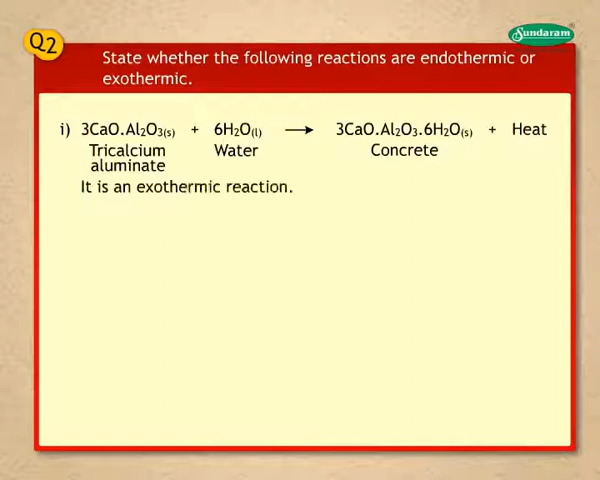 Sundaram®
Q2
State whether the following reactions are endothermic or
exothermic.
i) 3CaO.Al₂O₃(s) + 6H₂O(l) ⟶ 3CaO.Al₂O₃.6H₂O(s) + Heat
Tricalcium Water Concrete
aluminate
It is an exothermic reaction.